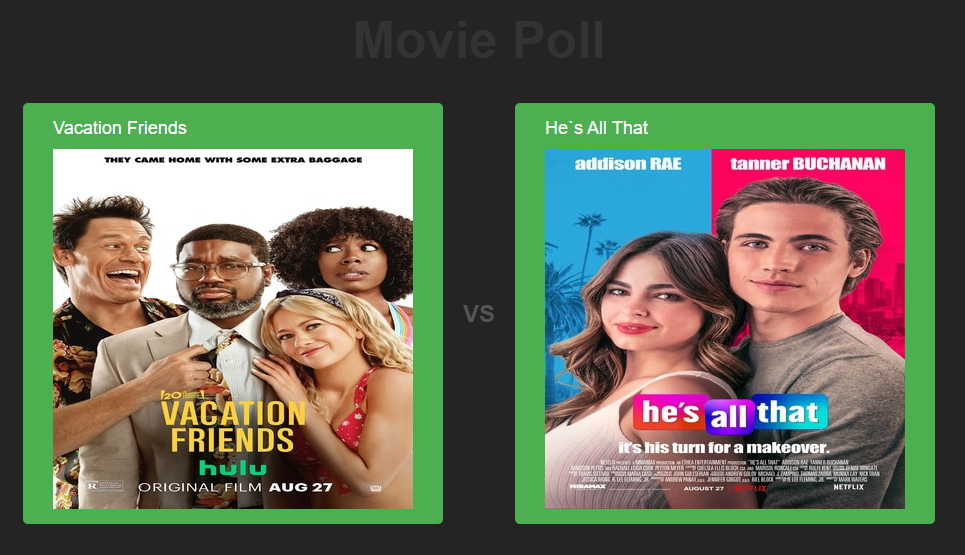 Movie Poll
Vacation Friends
THEY CAME HOME WITH SOME EXTRA BAGGAGE
VACATION
FRIENDS
hulu
ORIGINAL FILM AUG 27
R
vs
He`s All That
addison RAE
tanner BUCHANAN
he's all that
it's his turn for a makeover.
MIRAMAX
AUGUST 27
NETFLIX
NETFLIX